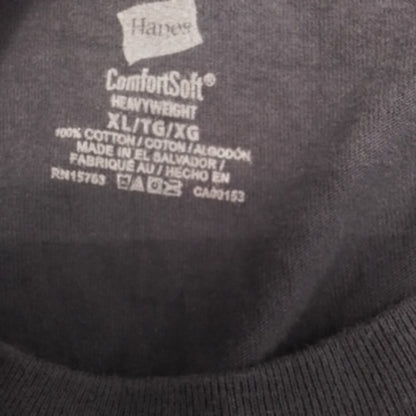 Hanes
ComfortSoft®
HEAVYWEIGHT
XL/TG/XG
100% COTTON / COTON / ALGODÓN
MADE IN EL SALVADOR /
FABRIQUÉ AU / HECHO EN
RN15763 CA00153